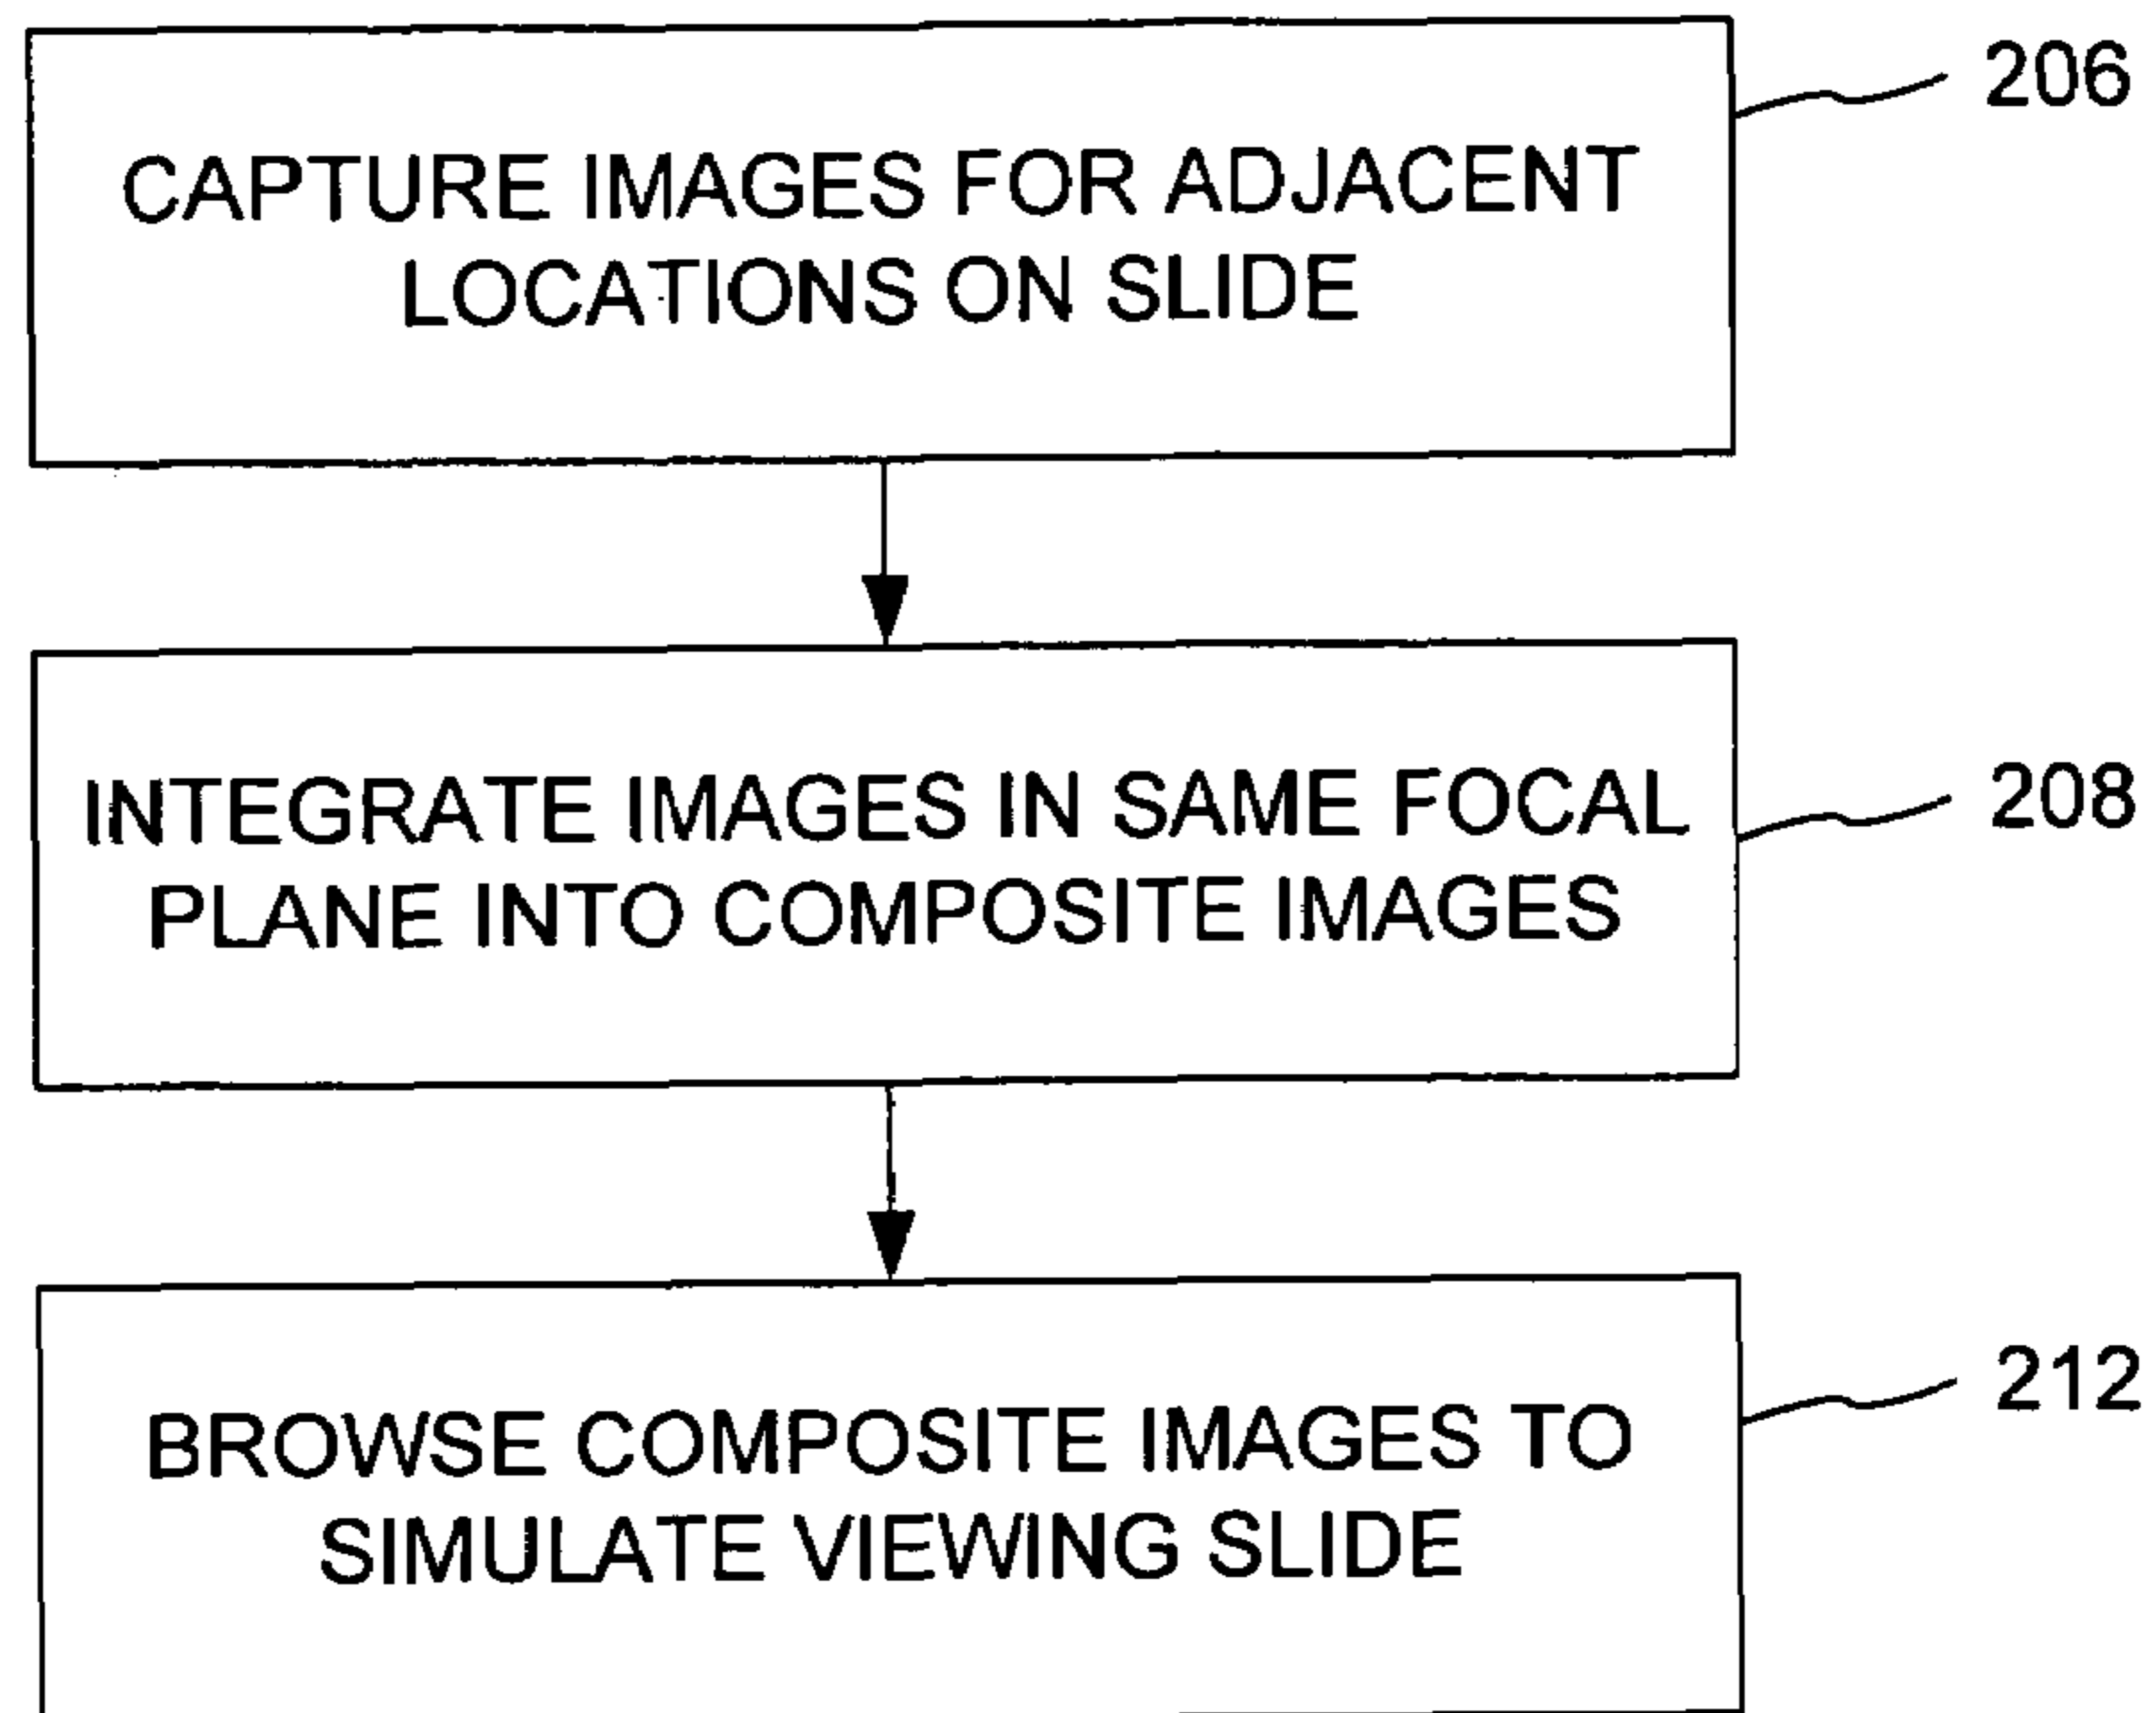 206
CAPTURE IMAGES FOR ADJACENT
LOCATIONS ON SLIDE
208
INTEGRATE IMAGES IN SAME FOCAL
PLANE INTO COMPOSITE IMAGES
212
BROWSE COMPOSITE IMAGES TO
SIMULATE VIEWING SLIDE